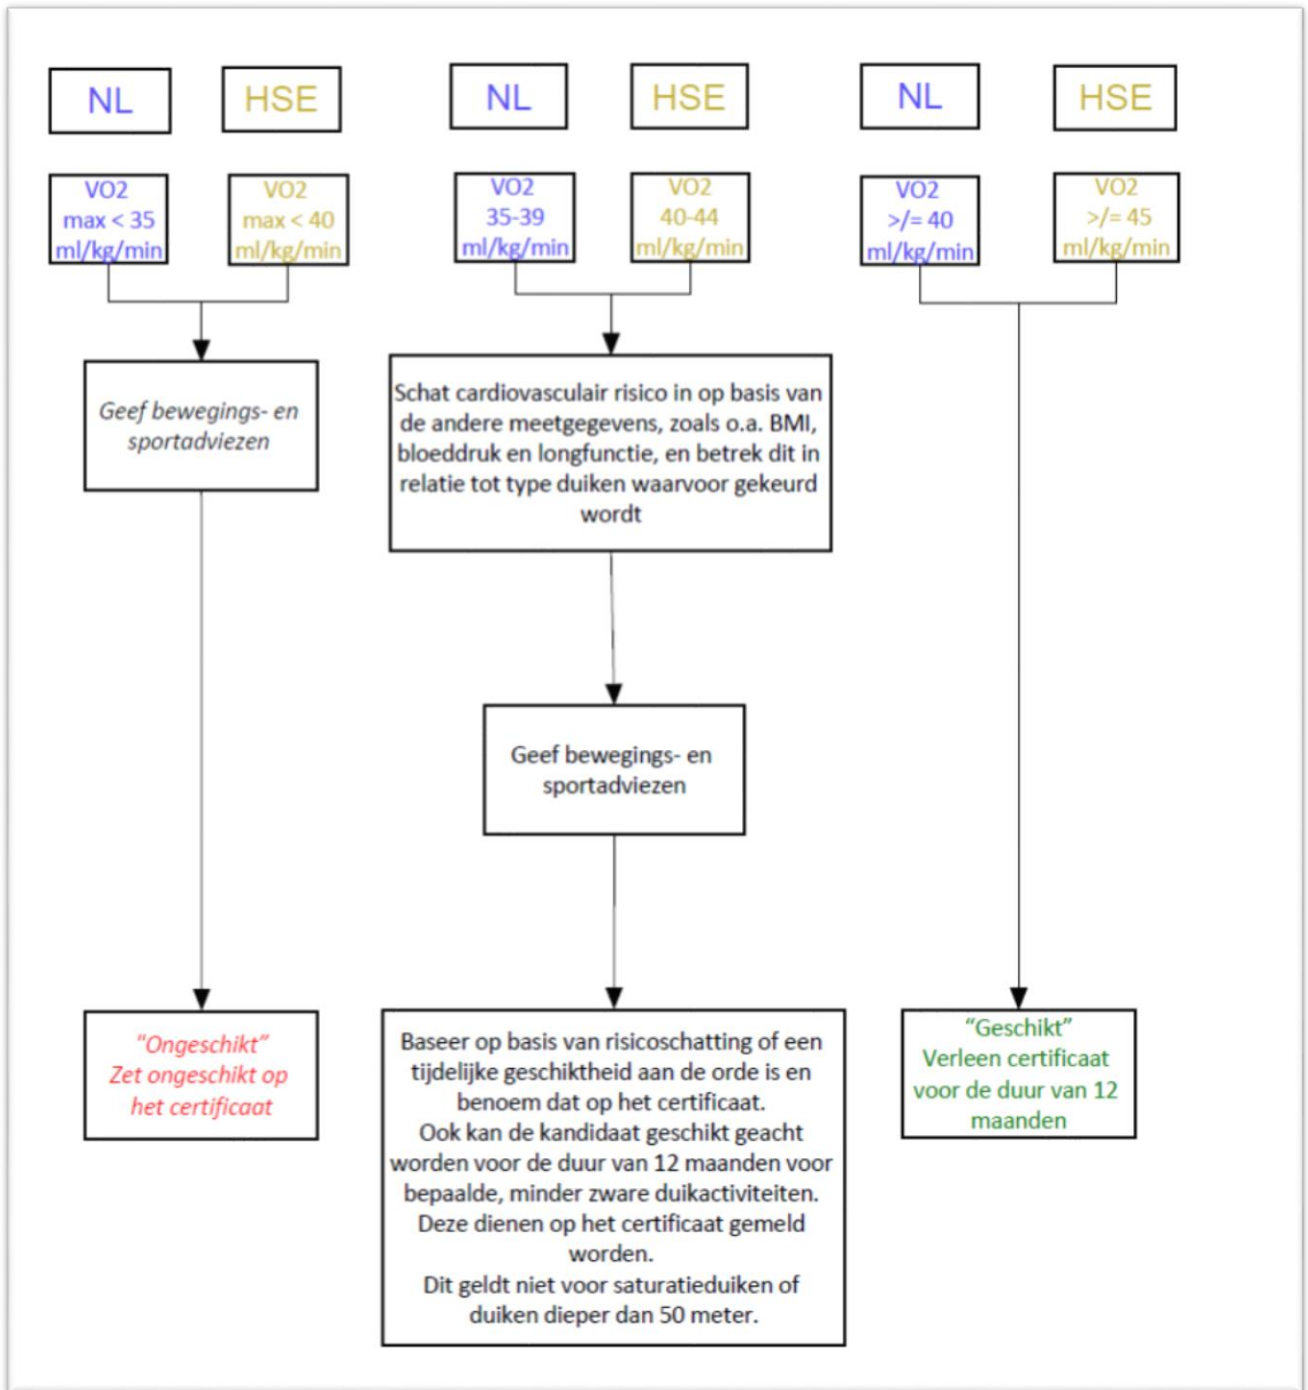 NL
HSE
NL
HSE
NL
HSE
VO2
max < 35
ml/kg/min
VO2
max < 40
ml/kg/min
VO2
35-39
ml/kg/min
VO2
40-44
ml/kg/min
VO2
>/= 40
ml/kg/min
VO2
>/= 45
ml/kg/min
Geef bewegings- en
sportadviezen
Schat cardiovasculair risico in op basis van
de andere meetgegevens, zoals o.a. BMI,
bloeddruk en longfunctie, en betrek dit in
relatie tot type duiken waarvoor gekeurd
wordt
Geef bewegings- en
sportadviezen
"Ongeschikt"
Zet ongeschikt op
het certificaat
Baseer op basis van risicoschatting of een
tijdelijke geschiktheid aan de orde is en
benoem dat op het certificaat.
Ook kan de kandidaat geschikt geacht
worden voor de duur van 12 maanden voor
bepaalde, minder zware duikactiviteiten.
Deze dienen op het certificaat gemeld
worden.
Dit geldt niet voor saturatieduiken of
duiken dieper dan 50 meter.
"Geschikt"
Verleen certificaat
voor de duur van 12
maanden